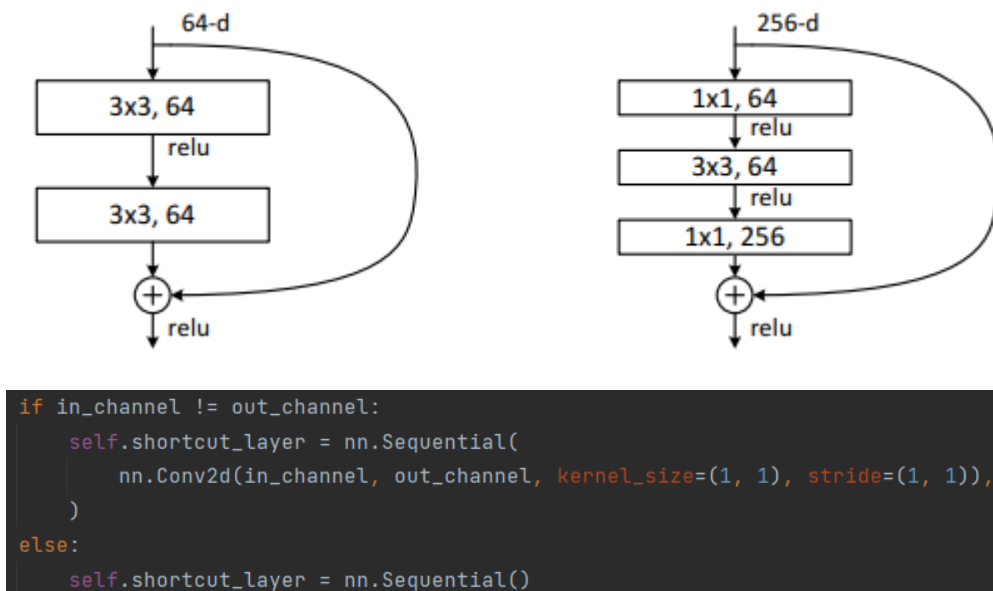 64-d
3x3, 64
relu
3x3, 64
+
relu
256-d
1x1, 64
relu
3x3, 64
relu
1x1, 256
+
relu
if in_channel != out_channel:
self.shortcut_layer = nn.Sequential(
nn.Conv2d(in_channel, out_channel, kernel_size=(1, 1), stride=(1, 1)),
)
else:
self.shortcut_layer = nn.Sequential()